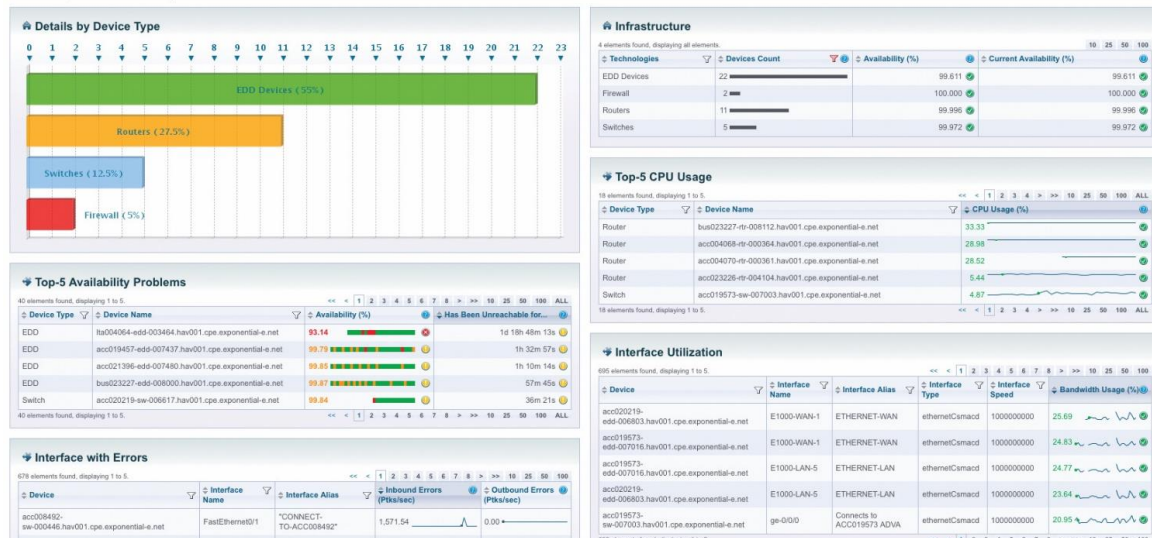 Details by Device Type
0 1 2 3 4 5 6 7 8 9 10 11 12 13 14 15 16 17 18 19 20 21 22 23
EDD Devices (55%)
Routers (27.5%)
Switches (12.5%)
Firewall (5%)
Top-5 Availability Problems
40 elements found, displaying 1 to 5.
<< < 1 2 3 4 5 6 7 8 > >> 10 25 50 100 ALL
Device Type Device Name Availability (%) Has Been Unreachable for...
EDD lta004064-edd-003464.hav001.cpe.exponential-e.net 93.14 1d 18h 48m 13s
EDD acc019457-edd-007437.hav001.cpe.exponential-e.net 99.79 1h 32m 57s
EDD acc021396-edd-007480.hav001.cpe.exponential-e.net 99.85 1h 10m 14s
EDD bus023227-edd-008000.hav001.cpe.exponential-e.net 99.87 57m 45s
Switch acc020219-sw-006617.hav001.cpe.exponential-e.net 99.84 36m 21s
40 elements found, displaying 1 to 5.
<< < 1 2 3 4 5 6 7 8 > >> 10 25 50 100 ALL
Interface with Errors
678 elements found, displaying 1 to 5.
<< < 1 2 3 4 5 6 7 8 > >> 10 25 50 100
Device Interface Name Interface Alias Inbound Errors (Ptks/sec) Outbound Errors (Ptks/sec)
acc008492-
sw-000446.hav001.cpe.exponential-e.net FastEthernet0/1 "CONNECT-
TO-ACC008492" 1,571.54 0.00
Infrastructure
4 elements found, displaying all elements.
10 25 50 100
Technologies Devices Count Availability (%) Current Availability (%)
EDD Devices 22 99.611 99.611
Firewall 2 100.000 100.000
Routers 11 99.996 99.996
Switches 5 99.972 99.972
Top-5 CPU Usage
18 elements found, displaying 1 to 5.
<< < 1 2 3 4 > >> 10 25 50 100 ALL
Device Type Device Name CPU Usage (%)
Router bus023227-rtr-008112.hav001.cpe.exponential-e.net 33.33
Router acc004068-rtr-000364.hav001.cpe.exponential-e.net 28.98
Router acc004070-rtr-000361.hav001.cpe.exponential-e.net 28.52
Router acc023226-rtr-004104.hav001.cpe.exponential-e.net 5.44
Switch acc019573-sw-007003.hav001.cpe.exponential-e.net 4.87
18 elements found, displaying 1 to 5.
<< < 1 2 3 4 > >> 10 25 50 100 ALL
Interface Utilization
695 elements found, displaying 1 to 5.
<< < 1 2 3 4 5 6 7 8 > >> 10 25 50 100
Device Interface Name Interface Alias Interface Type Interface Speed Bandwidth Usage (%)
acc020219-
edd-006803.hav001.cpe.exponential-e.net E1000-WAN-1 ETHERNET-WAN ethernetCsmacd 1000000000 25.69
acc019573-
edd-007016.hav001.cpe.exponential-e.net E1000-WAN-1 ETHERNET-WAN ethernetCsmacd 1000000000 24.83
acc019573-
edd-007016.hav001.cpe.exponential-e.net E1000-LAN-5 ETHERNET-LAN ethernetCsmacd 1000000000 24.77
acc020219-
edd-006803.hav001.cpe.exponential-e.net E1000-LAN-5 ETHERNET-LAN ethernetCsmacd 1000000000 23.64
acc019573-
sw-007003.hav001.cpe.exponential-e.net ge-0/0/0 Connects to
ACC019573 ADVA ethernetCsmacd 1000000000 20.95